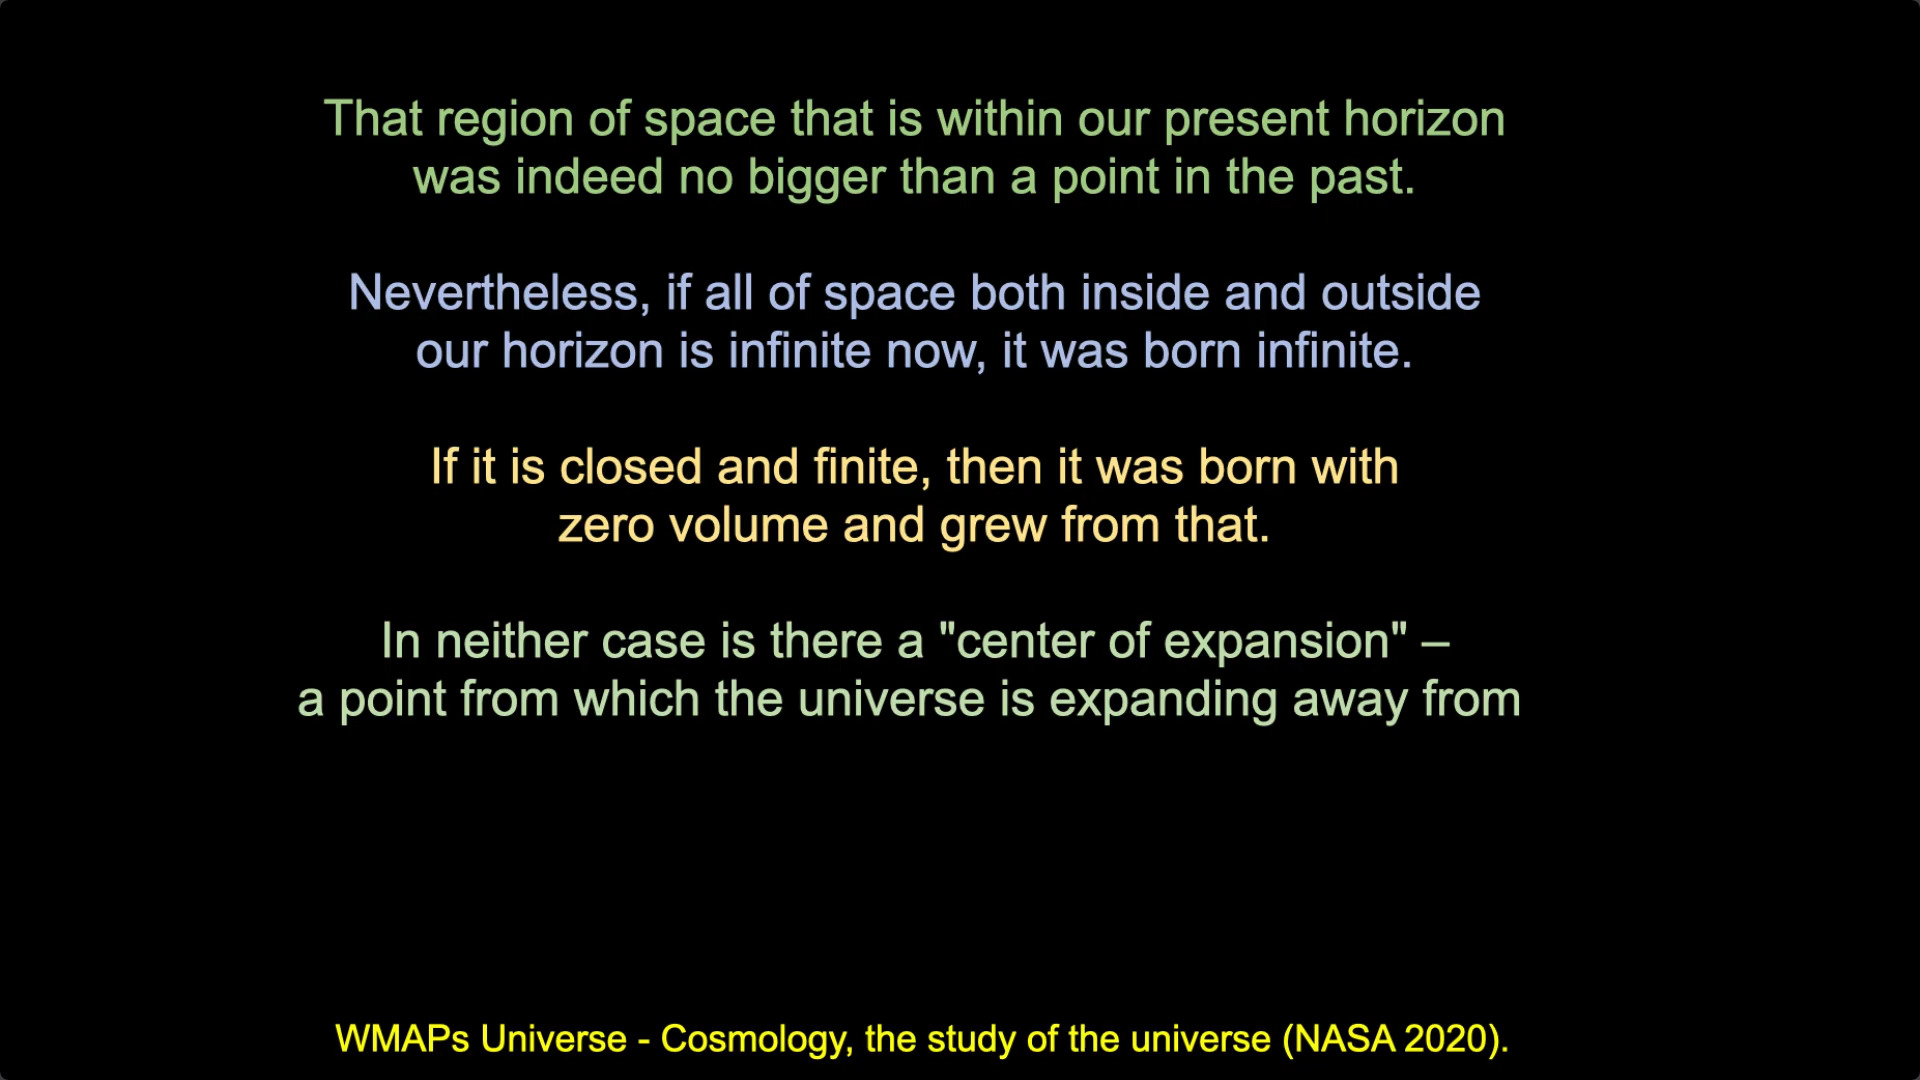 That region of space that is within our present horizon
was indeed no bigger than a point in the past.
Nevertheless, if all of space both inside and outside
our horizon is infinite now, it was born infinite.
If it is closed and finite, then it was born with
zero volume and grew from that.
In neither case is there a "center of expansion" –
a point from which the universe is expanding away from
WMAPs Universe - Cosmology, the study of the universe (NASA 2020).